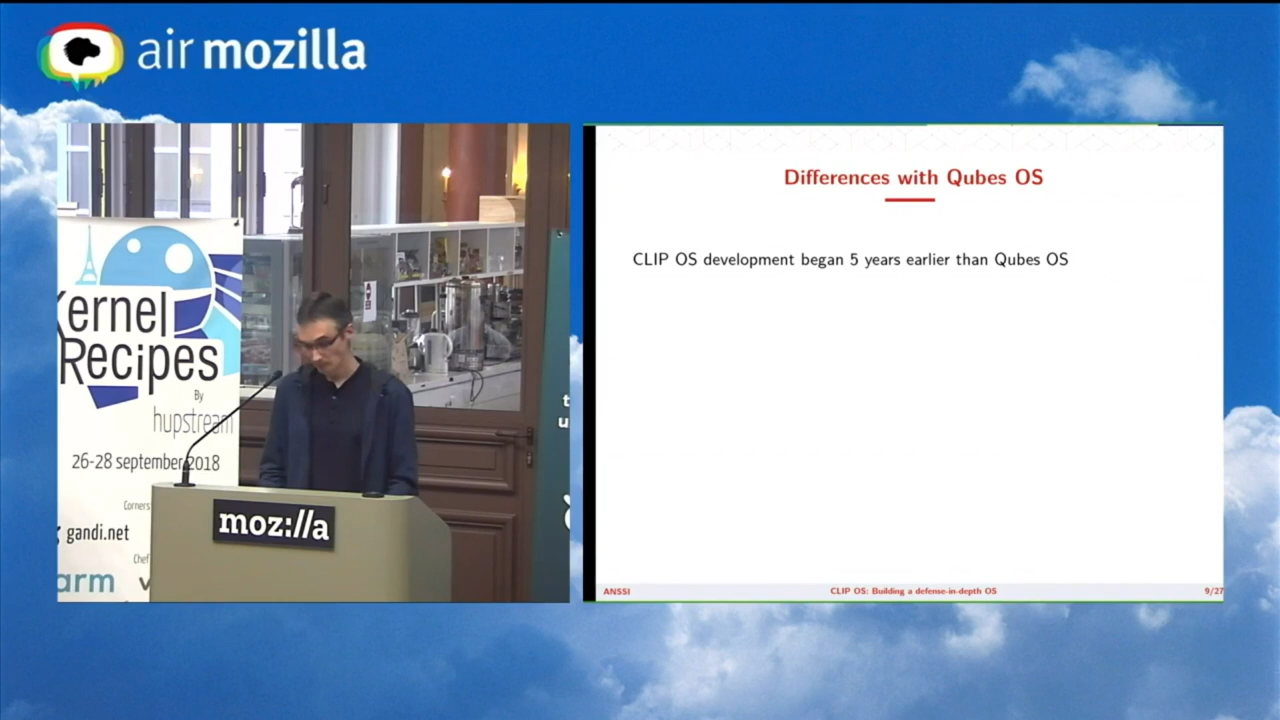 air mozilla
Kernel
Recipes
By
hupstream
26-28 september 2018
Corners
gandi.net
Chef
arm
moz://a
Differences with Qubes OS
CLIP OS development began 5 years earlier than Qubes OS
ANSSI
CLIP OS: Building a defense-in-depth OS
9/27